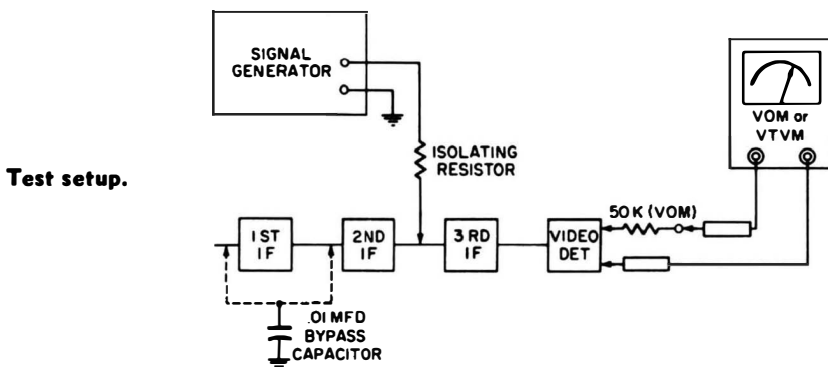 Test setup.
SIGNAL
GENERATOR
ISOLATING
RESISTOR
VOM or
VTVM
50K (VOM)
1ST
IF
2ND
IF
3RD
IF
VIDEO
DET
.01 MFD
BYPASS
CAPACITOR